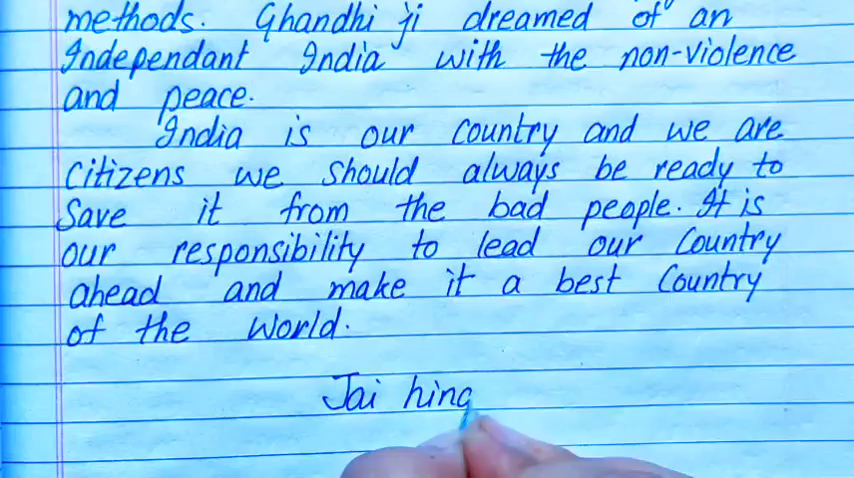 methods. Ghandhi ji dreamed of an
Independant India with the non-violence
and peace.
India is our country and we are
Citizens we should always be ready to
Save it from the bad people. It is
our responsibility to lead our Country
ahead and make it a best Country
of the World.
Jai hind